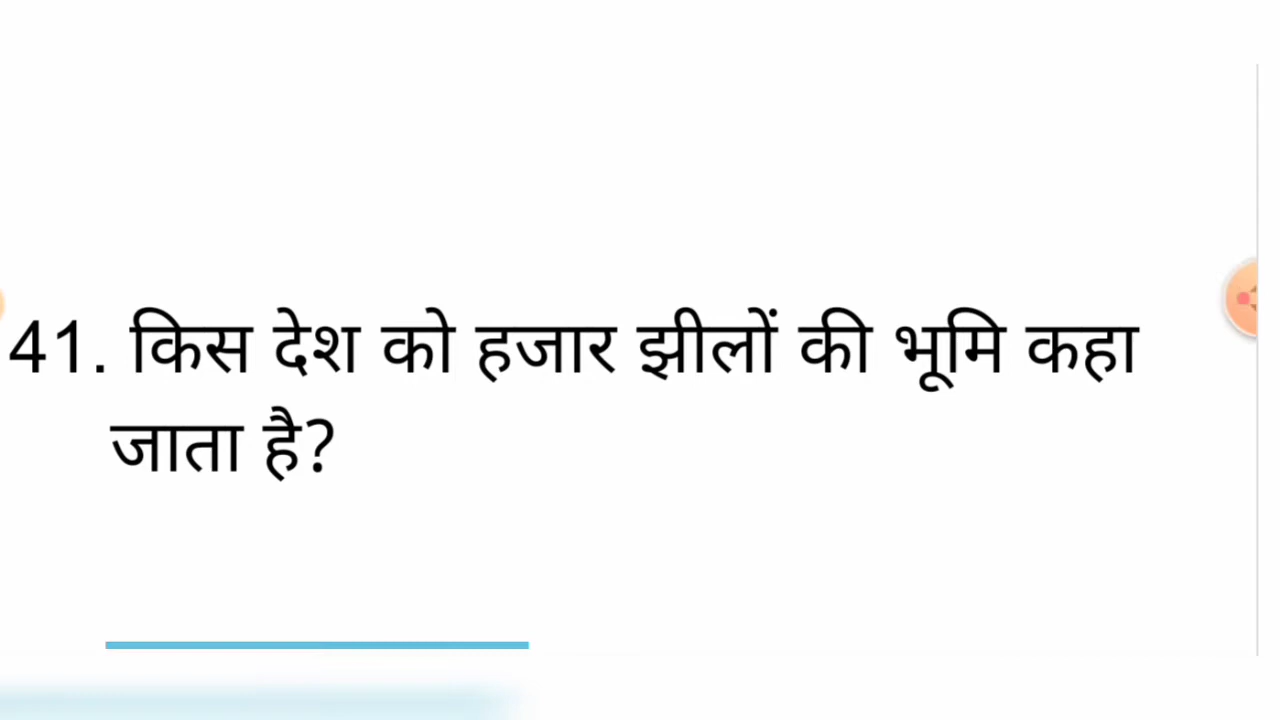 41. किस देश को हजार झीलों की भूमि कहा
जाता है?